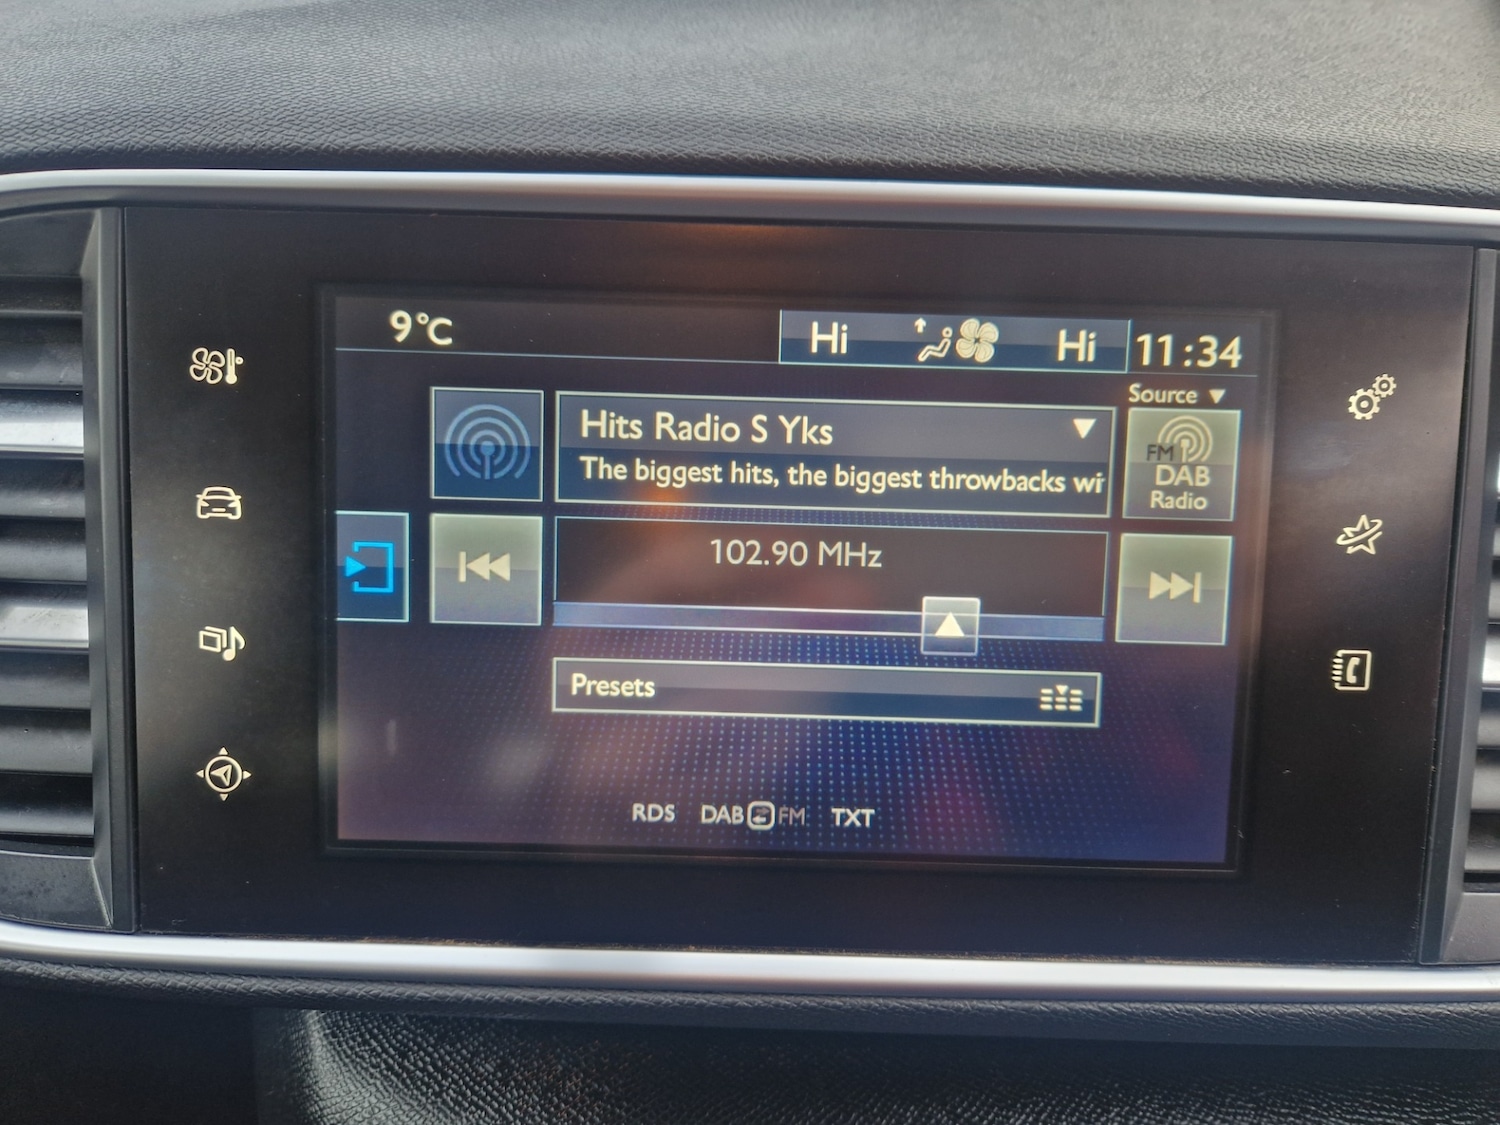 9°C
Hi Hi 11:34
Source
Hits Radio S Yks
The biggest hits, the biggest throwbacks wi
FM
DAB
Radio
102.90 MHz
Presets
RDS DAB FM TXT